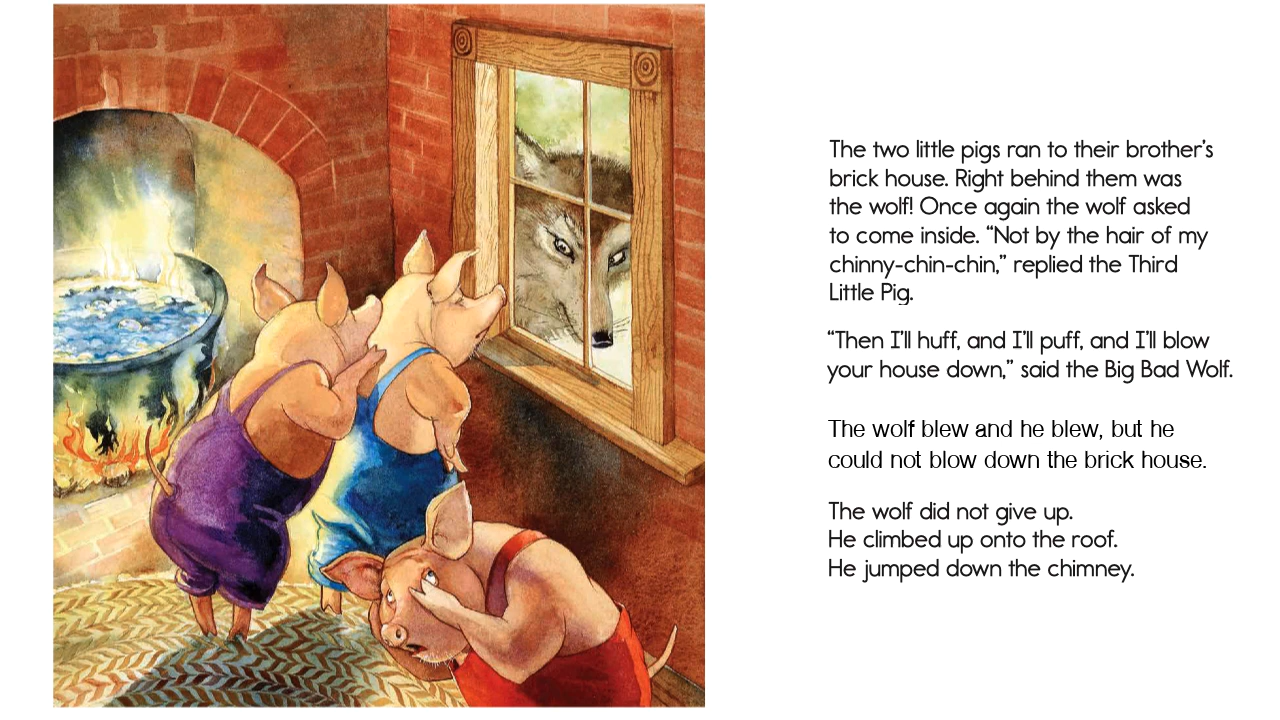 The two little pigs ran to their brother’s
brick house. Right behind them was
the wolf! Once again the wolf asked
to come inside. “Not by the hair of my
chinny-chin-chin,” replied the Third
Little Pig.
“Then I’ll huff, and I’ll puff, and I’ll blow
your house down,” said the Big Bad Wolf.
The wolf blew and he blew, but he
could not blow down the brick house.
The wolf did not give up.
He climbed up onto the roof.
He jumped down the chimney.